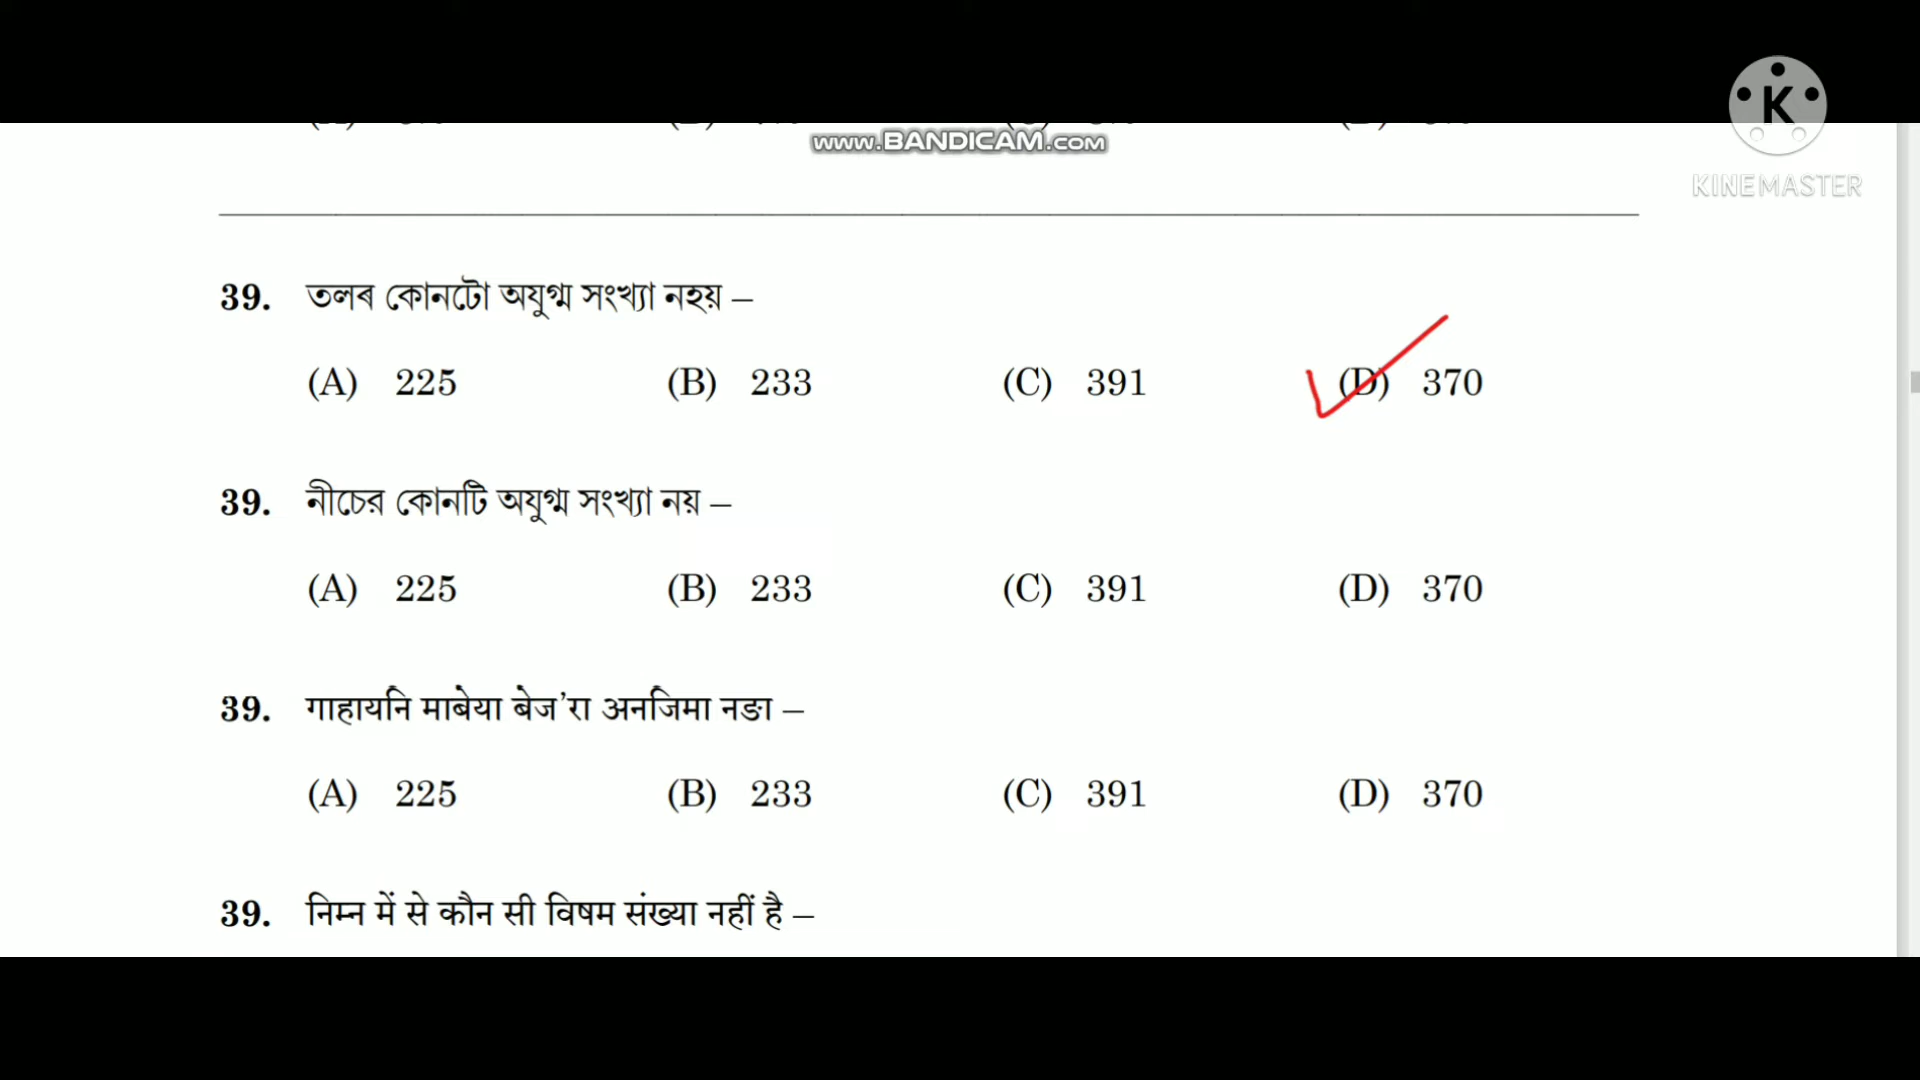 www.BANDICAM.com
K
KINEMASTER
39. তলৰ কোনটো অযুগ্ম সংখ্যা নহয় –
(A) 225 (B) 233 (C) 391 (D) 370
39. নীচের কোনটি অযুগ্ম সংখ্যা নয় –
(A) 225 (B) 233 (C) 391 (D) 370
39. गाहायनि माबेया बेज'रा अनजिमा नङा –
(A) 225 (B) 233 (C) 391 (D) 370
39. निम्न में से कौन सी विषम संख्या नहीं है –